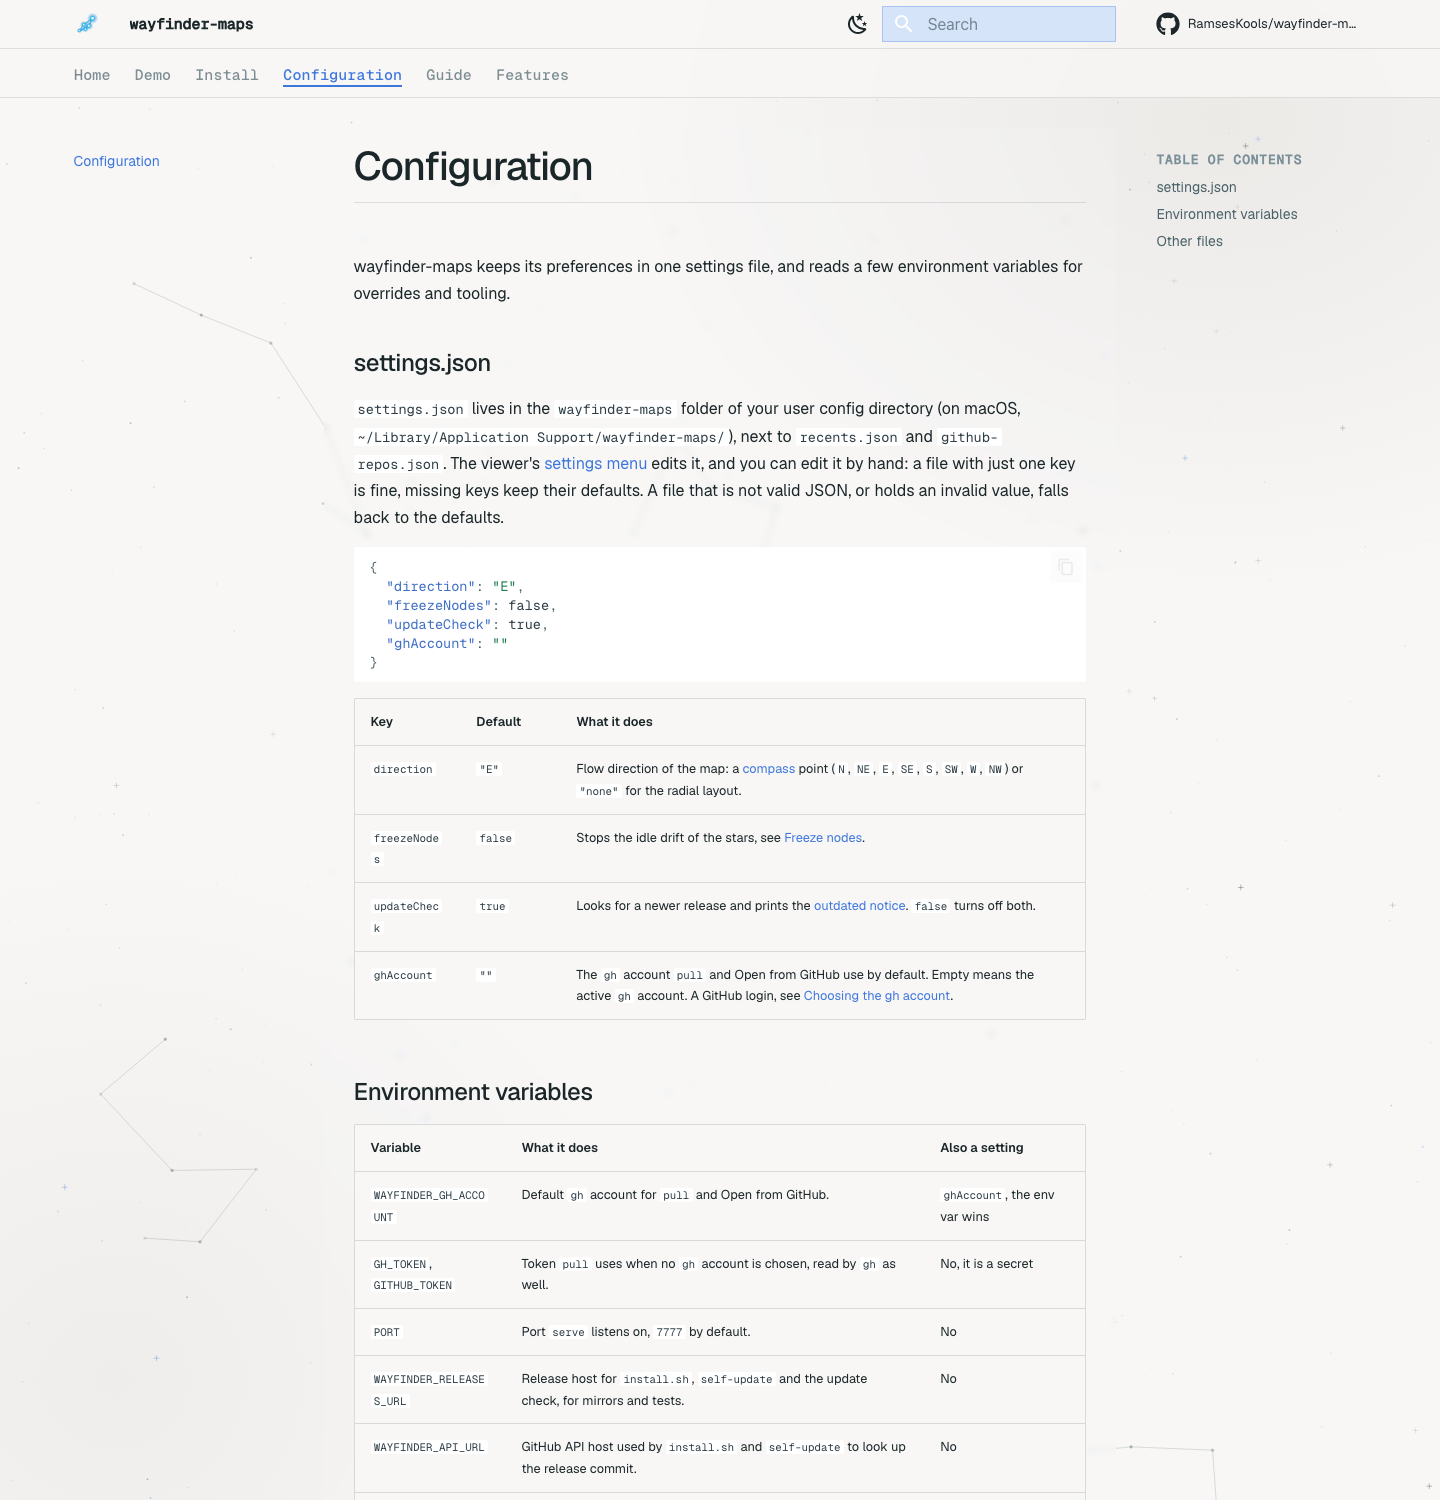 wayfinder-maps
Search
RamsesKools/wayfinder-m…
Home
Demo
Install
Configuration
Guide
Features
Configuration
Configuration
TABLE OF CONTENTS
settings.json
Environment variables
Other files
wayfinder-maps keeps its preferences in one settings file, and reads a few environment variables for
overrides and tooling.
settings.json
settings.json lives in the wayfinder-maps folder of your user config directory (on macOS,
~/Library/Application Support/wayfinder-maps/ ), next to recents.json and github-
repos.json . The viewer's settings menu edits it, and you can edit it by hand: a file with just one key
is fine, missing keys keep their defaults. A file that is not valid JSON, or holds an invalid value, falls
back to the defaults.
{
"direction": "E",
"freezeNodes": false,
"updateCheck": true,
"ghAccount": ""
}
Key Default What it does
direction "E" Flow direction of the map: a compass point ( N , NE , E , SE , S , SW , W , NW ) or
"none" for the radial layout.
freezeNode false Stops the idle drift of the stars, see Freeze nodes.
s
updateChec true Looks for a newer release and prints the outdated notice. false turns off both.
k
ghAccount "" The gh account pull and Open from GitHub use by default. Empty means the
active gh account. A GitHub login, see Choosing the gh account.
Environment variables
Variable What it does Also a setting
WAYFINDER_GH_ACCO Default gh account for pull and Open from GitHub. ghAccount , the env
UNT var wins
GH_TOKEN , Token pull uses when no gh account is chosen, read by gh as No, it is a secret
GITHUB_TOKEN well.
PORT Port serve listens on, 7777 by default. No
WAYFINDER_RELEASE Release host for install.sh , self-update and the update No
S_URL check, for mirrors and tests.
WAYFINDER_API_URL GitHub API host used by install.sh and self-update to look up No
the release commit.